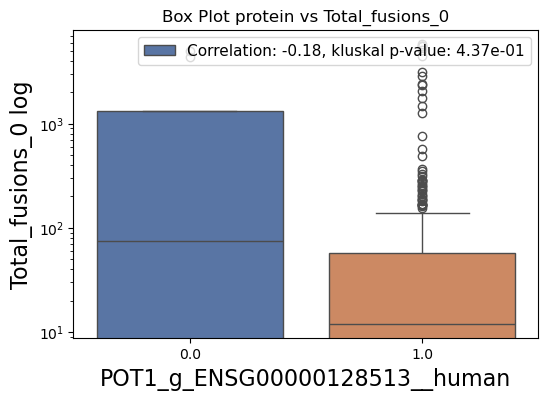 Box Plot protein vs Total_fusions_0
Correlation: -0.18, kluskal p-value: 4.37e-01
Total_fusions_0 log
10³
10²
10¹
0.0
1.0
POT1_g_ENSG00000128513__human